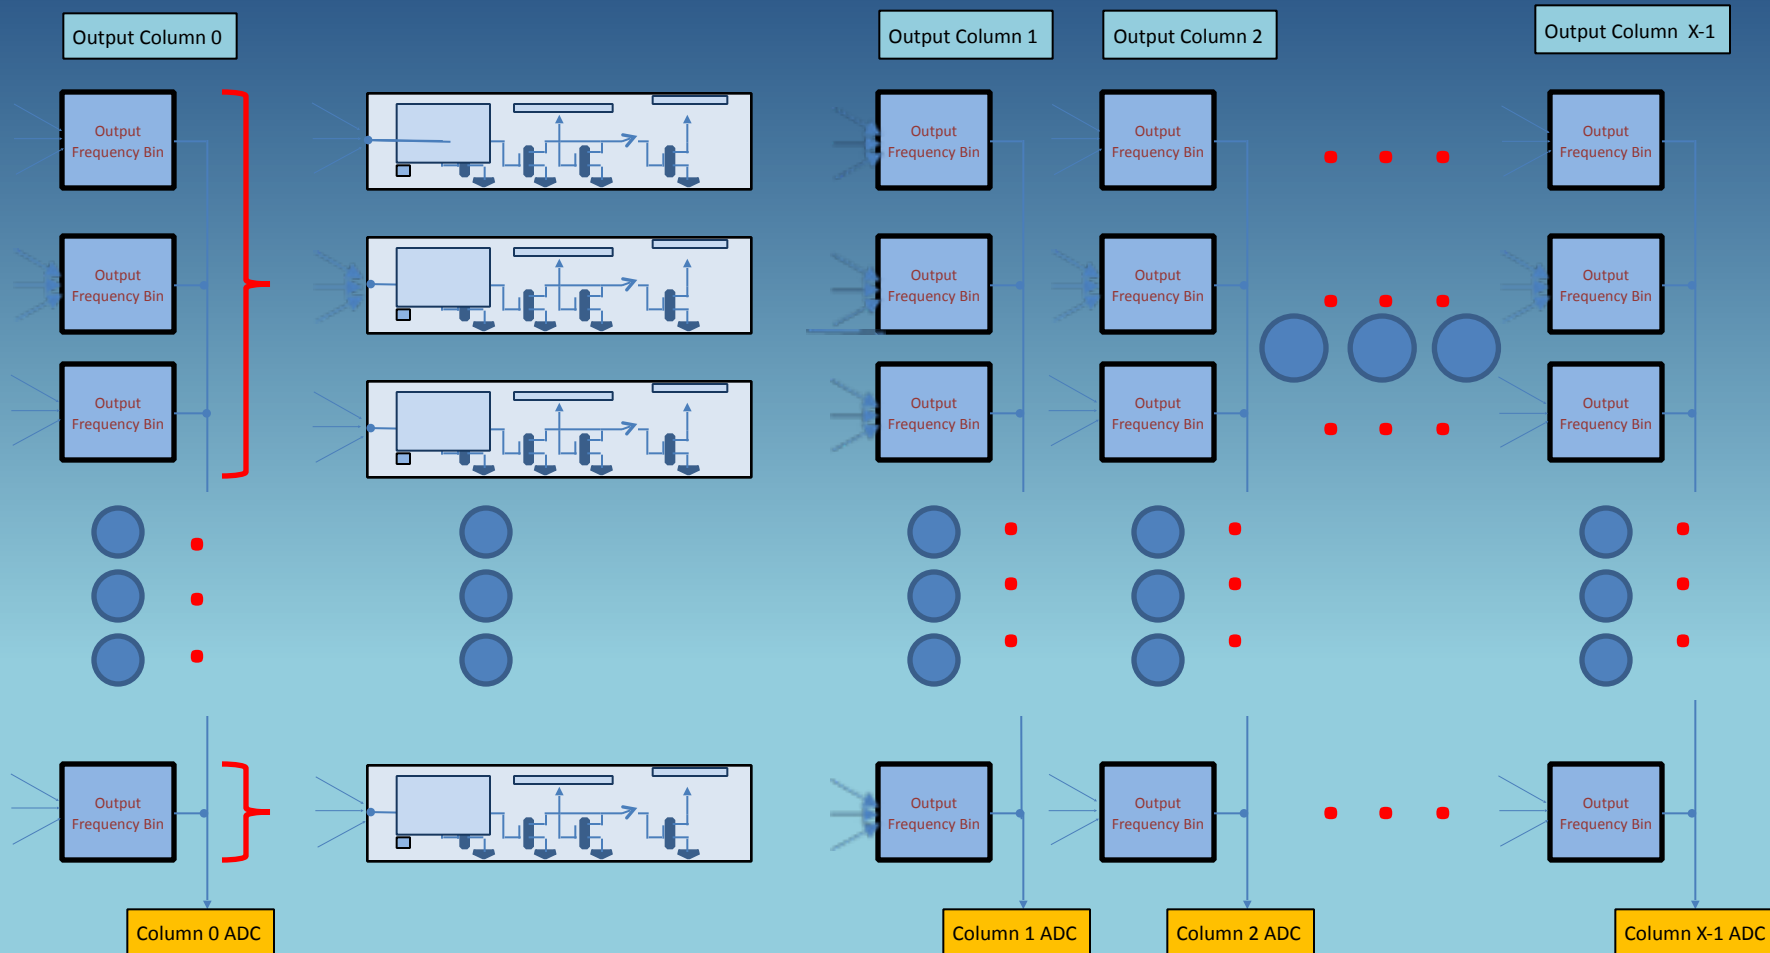 Output Column 0
Output Column 1
Output Column 2
Output Column  X-1
Output
Frequency Bin
Output
Frequency Bin
Output
Frequency Bin
Output
Frequency Bin
Output
Frequency Bin
Output
Frequency Bin
Output
Frequency Bin
Output
Frequency Bin
Output
Frequency Bin
Output
Frequency Bin
Output
Frequency Bin
Output
Frequency Bin
Output
Frequency Bin
Output
Frequency Bin
Output
Frequency Bin
Output
Frequency Bin
Column 0 ADC
Column 1 ADC
Column 2 ADC
Column X-1 ADC